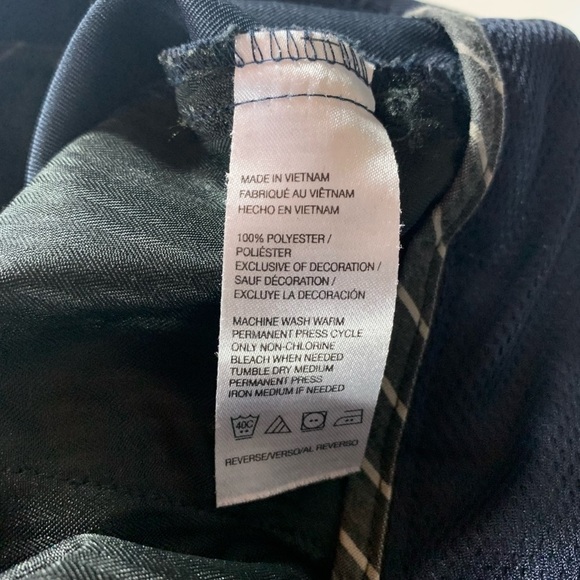 MADE IN VIETNAM
FABRIQUÉ AU VIÊTNAM
HECHO EN VIETNAM
100% POLYESTER /
POLIÉSTER
EXCLUSIVE OF DECORATION /
SAUF DÉCORATION /
EXCLUYE LA DECORACIÓN
MACHINE WASH WARM
PERMANENT PRESS CYCLE
ONLY NON-CHLORINE
BLEACH WHEN NEEDED
TUMBLE DRY MEDIUM
PERMANENT PRESS
IRON MEDIUM IF NEEDED
40C
REVERSE/VERSO/AL REVERSO